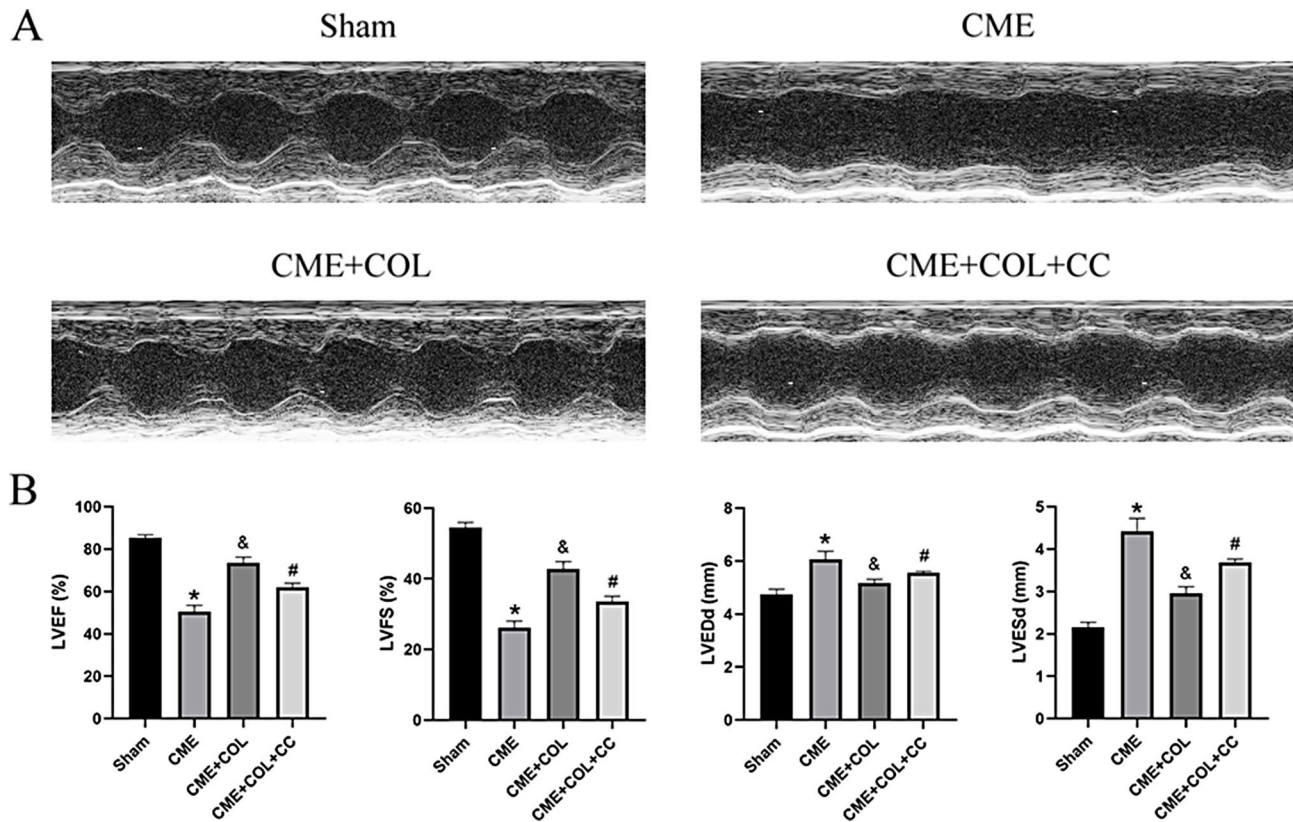 A
Sham
CME
CME+COL
CME+COL+CC
B
LVEF (%)
100
80
60
40
20
0
*
&
#
Sham
CME
CME+COL
CME+COL+CC
LVFS (%)
60
40
20
0
*
&
#
Sham
CME
CME+COL
CME+COL+CC
LVEDd (mm)
8
6
4
2
0
*
&
#
Sham
CME
CME+COL
CME+COL+CC
LVESd (mm)
5
4
3
2
1
0
*
&
#
Sham
CME
CME+COL
CME+COL+CC